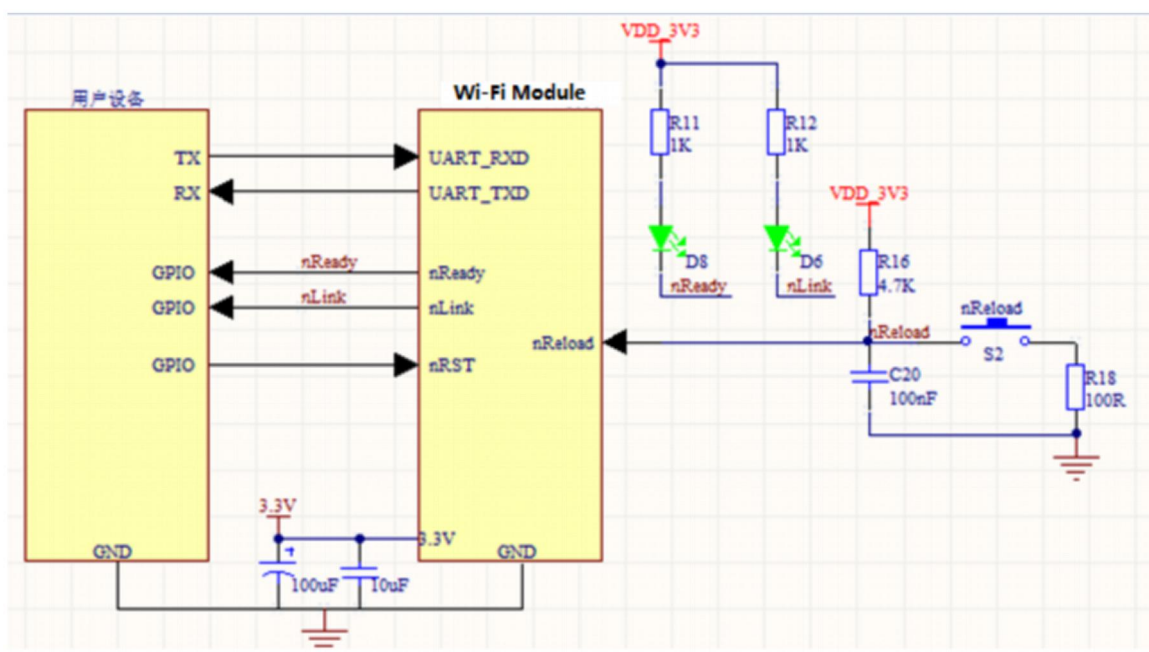 VDD_3V3
用户设备
Wi-Fi Module
R11
1K
R12
1K
TX
UART_RXD
RX
UART_TXD
VDD_3V3
D8
D6
R16
4.7K
GPIO
nReady
nReady
nReady
nLink
GPIO
nLink
nLink
nReload
nReload
nReload
S2
GPIO
nRST
C20
100nF
R18
100R
3.3V
3.3V
GND
GND
100uF
10uF